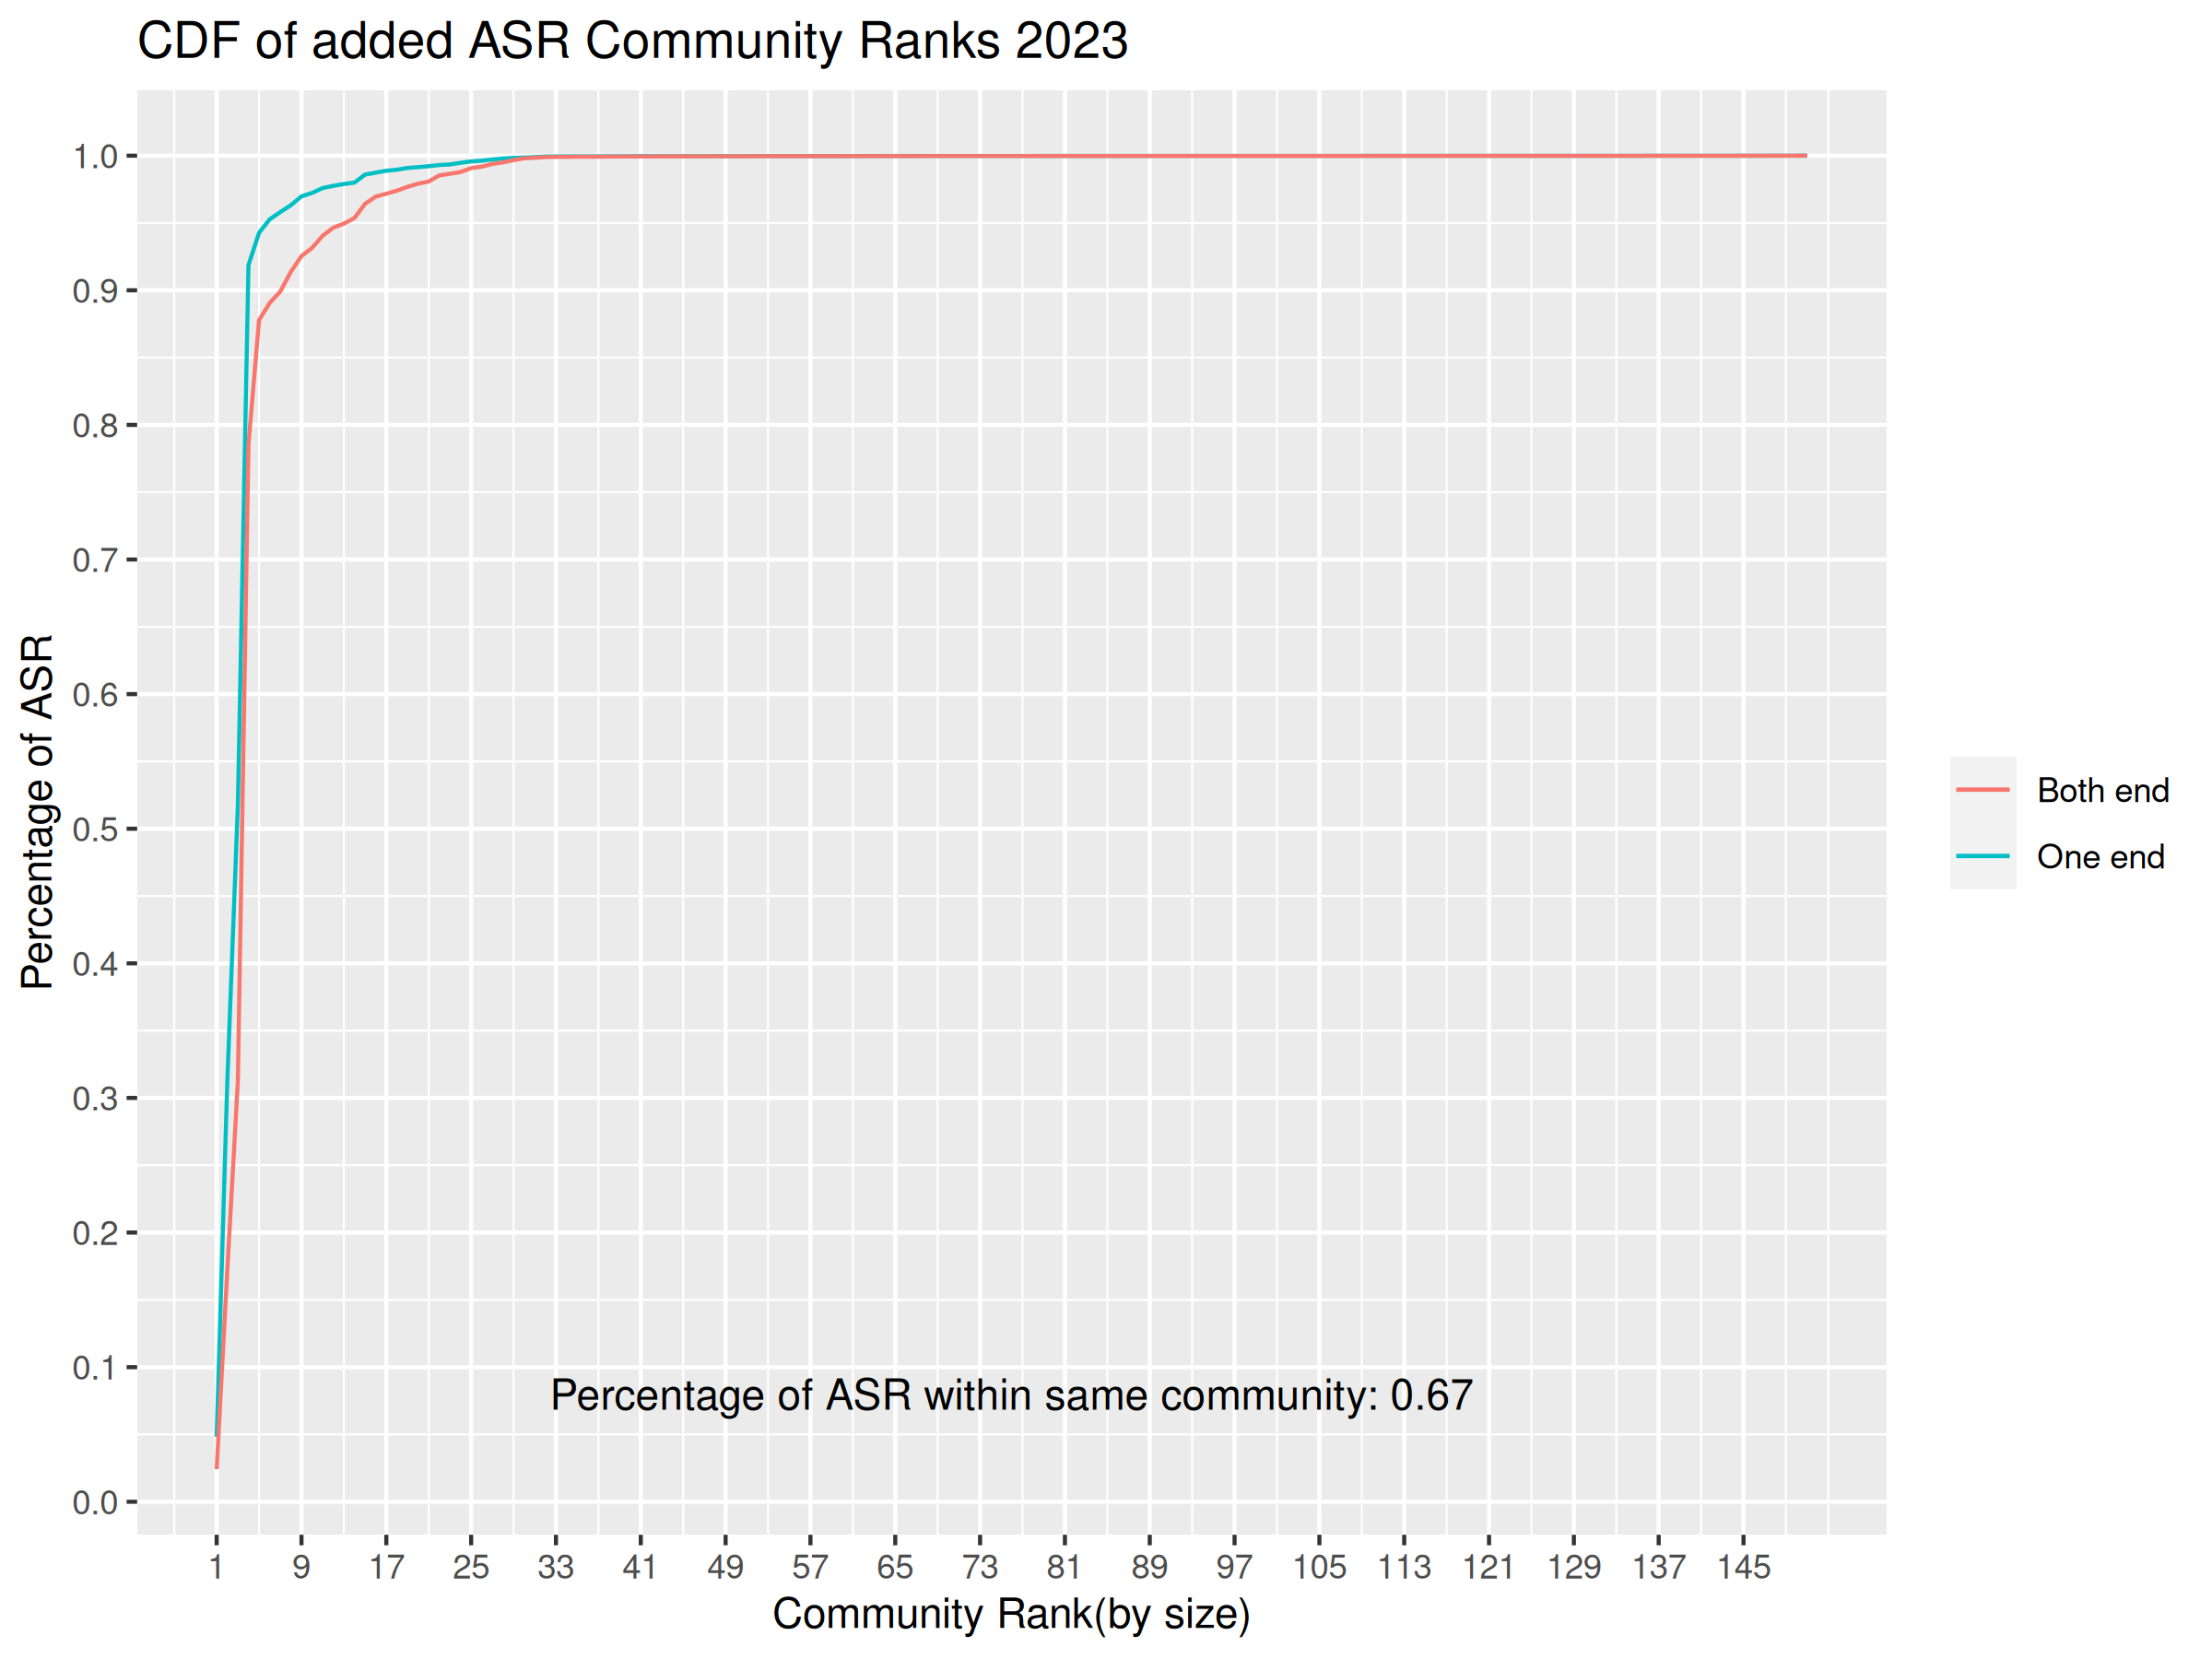 CDF of added ASR Community Ranks 2023
1.0
0.9
0.8
0.7
0.6
0.5
0.4
0.3
0.2
0.1
0.0
Percentage of ASR
Percentage of ASR within same community: 0.67
1 9 17 25 33 41 49 57 65 73 81 89 97 105 113 121 129 137 145
Community Rank(by size)
Both end
One end